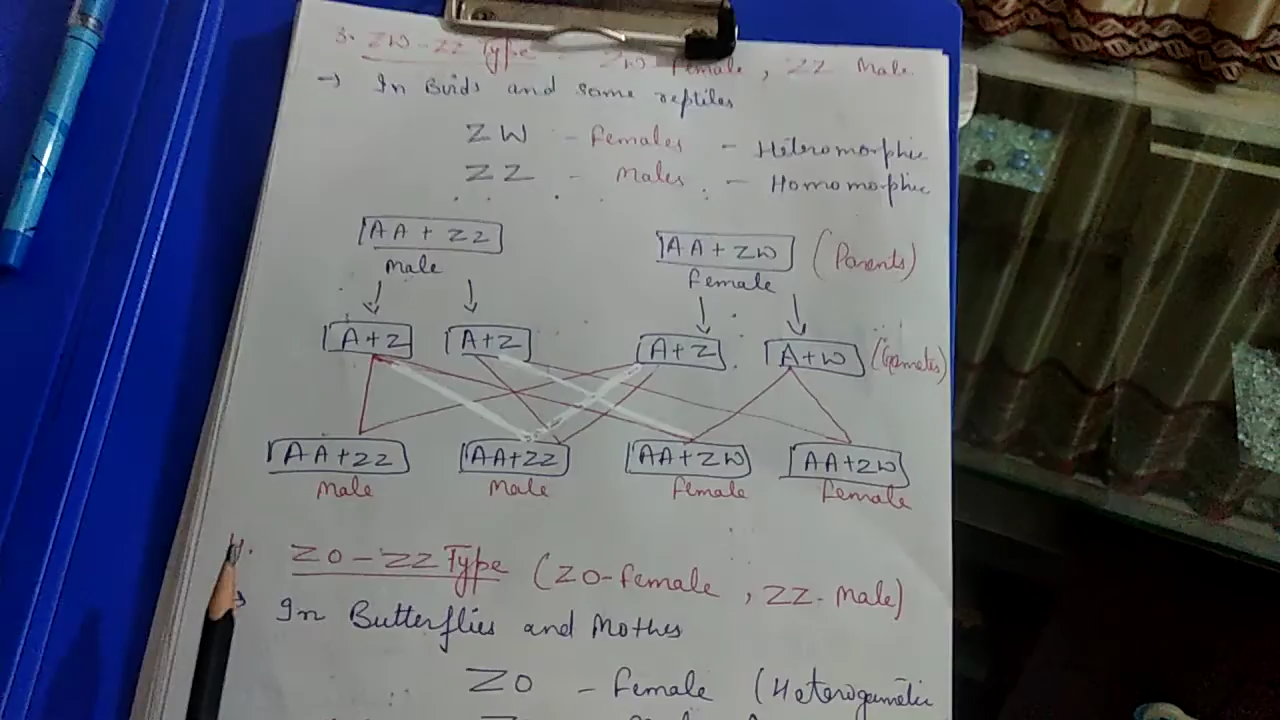 3. ZW-ZZ Type - ZW Female, ZZ Male
→ In Birds and some reptiles
ZW - Females - Heteromorphic
ZZ - Males - Homomorphic
AA + ZZ AA + ZW (Parents)
Male Female
A+Z A+Z A+Z A+W (Gametes)
AA+ZZ AA+ZZ AA+ZW AA+ZW
Male Male Female Female
4. ZO-ZZ Type (ZO-Female, ZZ-Male)
→ In Butterflies and Mothes
ZO - Female (Heterogametic